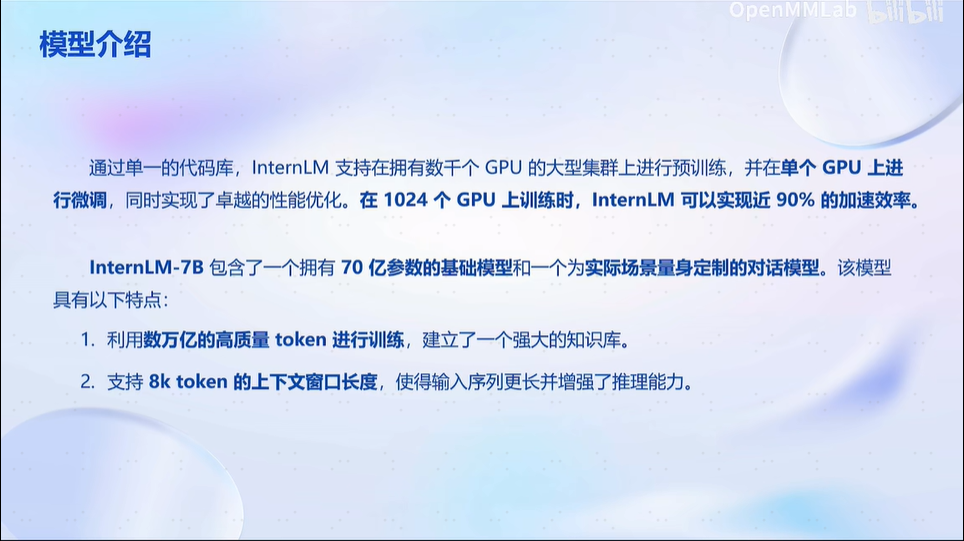 OpenMMLab bilibili
模型介绍
通过单一的代码库，InternLM 支持在拥有数千个 GPU 的大型集群上进行预训练，并在单个 GPU 上进
行微调，同时实现了卓越的性能优化。在 1024 个 GPU 上训练时，InternLM 可以实现近 90% 的加速效率。
InternLM-7B 包含了一个拥有 70 亿参数的基础模型和一个为实际场景量身定制的对话模型。该模型
具有以下特点：
1. 利用数万亿的高质量 token 进行训练，建立了一个强大的知识库。
2. 支持 8k token 的上下文窗口长度，使得输入序列更长并增强了推理能力。